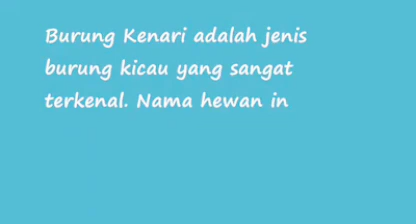 Burung Kenari adalah jenis
burung kicau yang sangat
terkenal. Nama hewan in